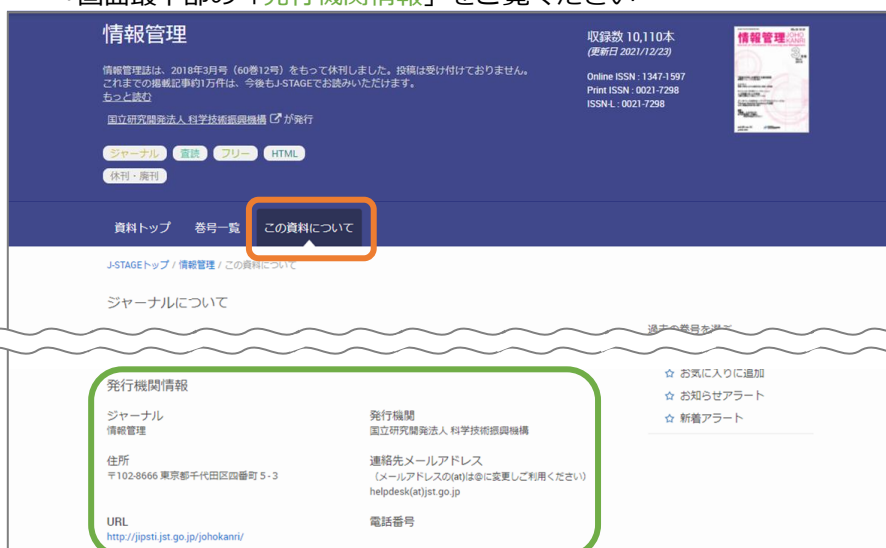 画面最下部の「発行機関情報」をご覧ください
情報管理
収録数 10,110本
(更新日 2021/12/23)
情報管理誌は、2018年3月号（60巻12号）をもって休刊しました。投稿は受け付けておりません。
これまでの掲載記事約1万件は、今後もJ-STAGEでお読みいただけます。
もっと読む
Online ISSN : 1347-1597
Print ISSN : 0021-7298
ISSN-L : 0021-7298
国立研究開発法人 科学技術振興機構 が発行
ジャーナル 査読 フリー HTML
休刊・廃刊
情報管理
資料トップ 巻号一覧 この資料について
J-STAGEトップ / 情報管理 / この資料について
ジャーナルについて
過去の巻号を選ぶ
お気に入りに追加
お知らせアラート
新着アラート
発行機関情報
ジャーナル
情報管理
発行機関
国立研究開発法人 科学技術振興機構
住所
〒102-8666 東京都千代田区四番町５-３
連絡先メールアドレス
（メールアドレスの(at)は@に変更しご利用ください）
helpdesk(at)jst.go.jp
URL
http://jipsti.jst.go.jp/johokanri/
電話番号